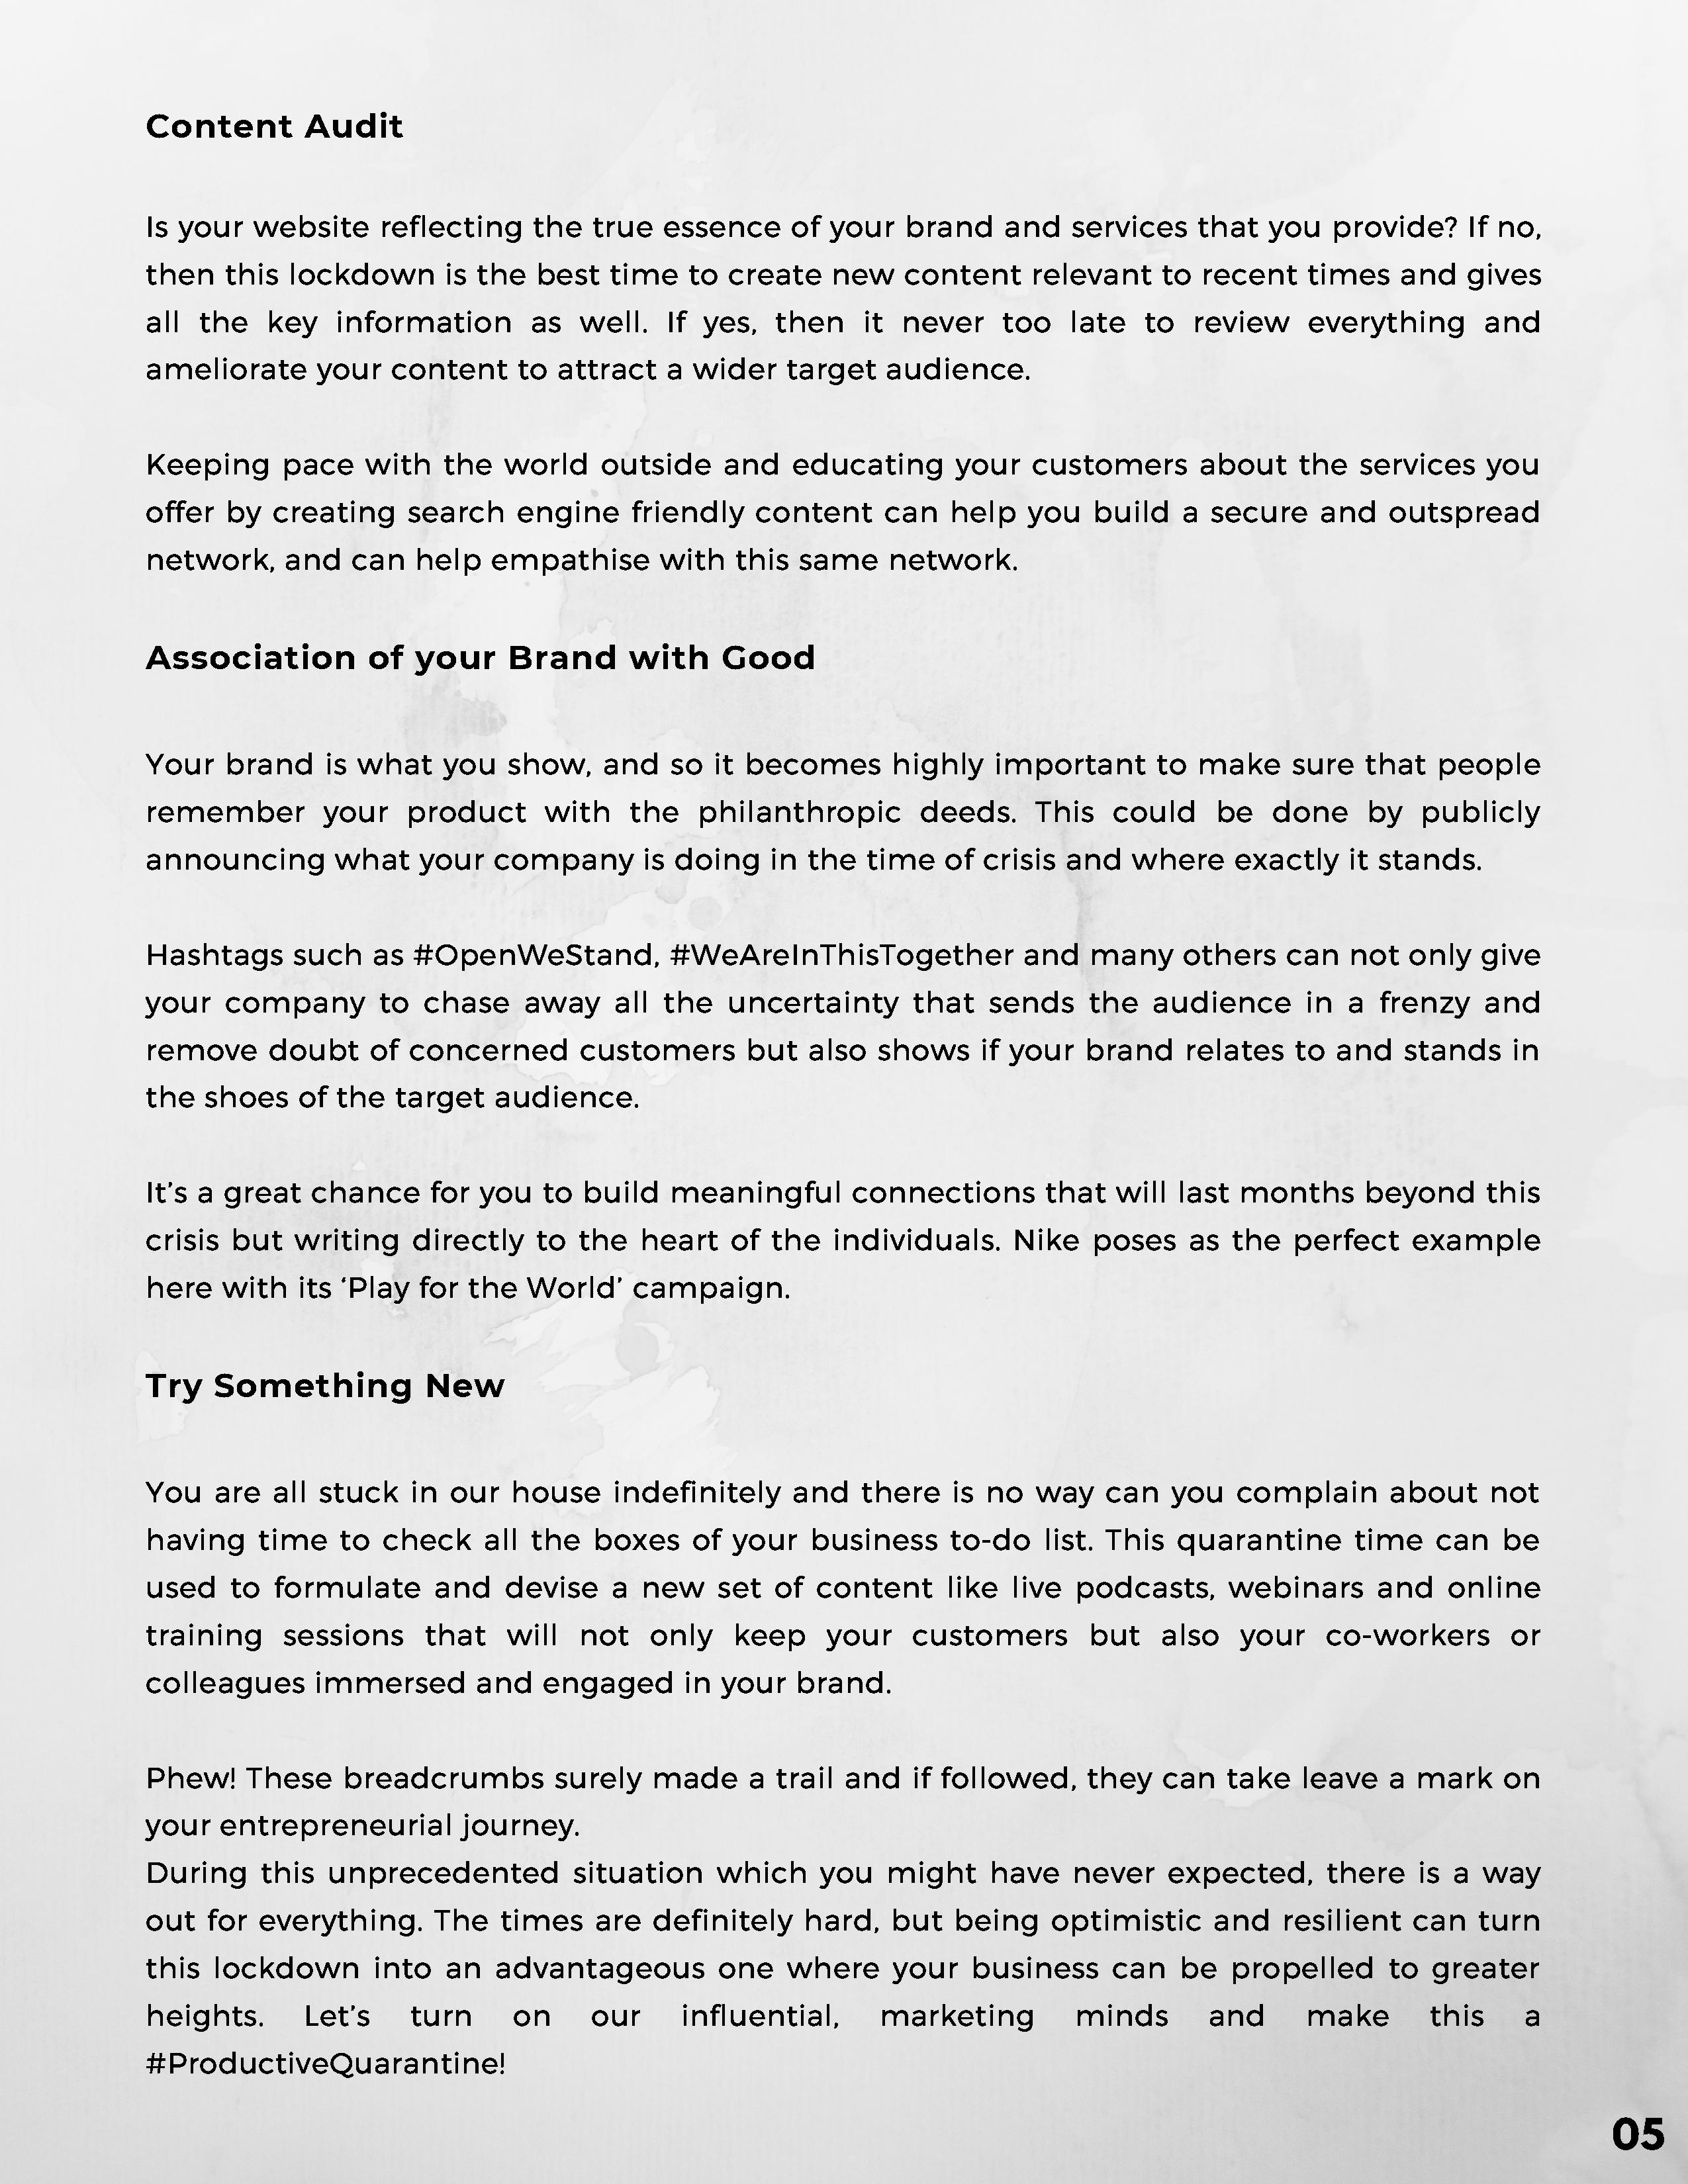 Content Audit
Is your website reflecting the true essence of your brand and services that you provide? If no,
then this lockdown is the best time to create new content relevant to recent times and gives
all the key information as well. If yes, then it never too late to review everything and
ameliorate your content to attract a wider target audience.
Keeping pace with the world outside and educating your customers about the services you
offer by creating search engine friendly content can help you build a secure and outspread
network, and can help empathise with this same network.
Association of your Brand with Good
Your brand is what you show, and so it becomes highly important to make sure that people
remember your product with the philanthropic deeds. This could be done by publicly
announcing what your company is doing in the time of crisis and where exactly it stands.
Hashtags such as #OpenWeStand, #WeAreInThisTogether and many others can not only give
your company to chase away all the uncertainty that sends the audience in a frenzy and
remove doubt of concerned customers but also shows if your brand relates to and stands in
the shoes of the target audience.
It’s a great chance for you to build meaningful connections that will last months beyond this
crisis but writing directly to the heart of the individuals. Nike poses as the perfect example
here with its ‘Play for the World’ campaign.
Try Something New
You are all stuck in our house indefinitely and there is no way can you complain about not
having time to check all the boxes of your business to-do list. This quarantine time can be
used to formulate and devise a new set of content like live podcasts, webinars and online
training sessions that will not only keep your customers but also your co-workers or
colleagues immersed and engaged in your brand.
Phew! These breadcrumbs surely made a trail and if followed, they can take leave a mark on
your entrepreneurial journey.
During this unprecedented situation which you might have never expected, there is a way
out for everything. The times are definitely hard, but being optimistic and resilient can turn
this lockdown into an advantageous one where your business can be propelled to greater
heights. Let’s turn on our influential, marketing minds and make this a
#ProductiveQuarantine!
05